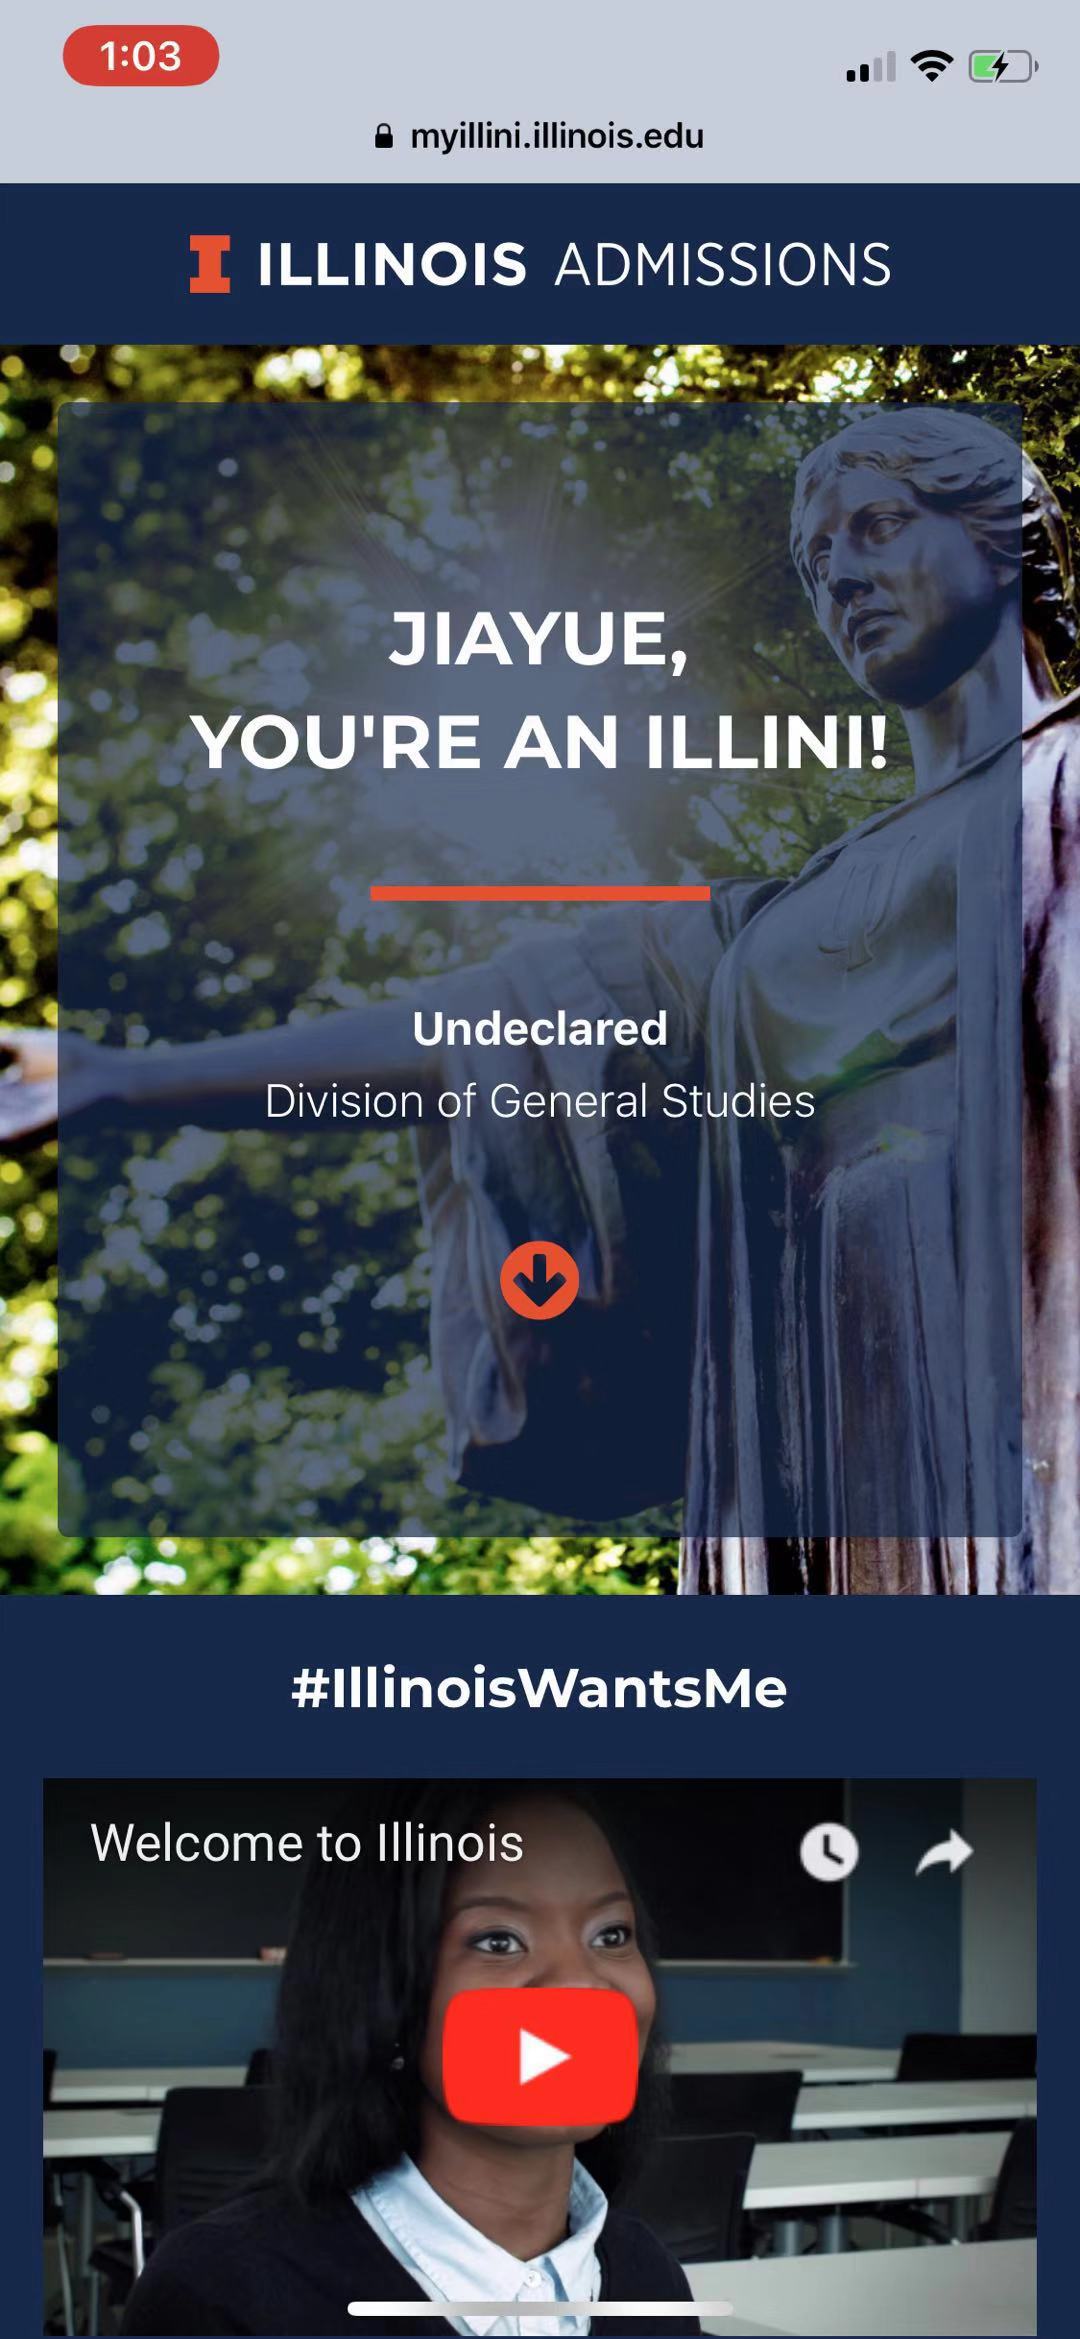 1:03
myillini.illinois.edu
I ILLINOIS ADMISSIONS
JIAYUE,
YOU'RE AN ILLINI!
Undeclared
Division of General Studies
#IllinoisWantsMe
Welcome to Illinois